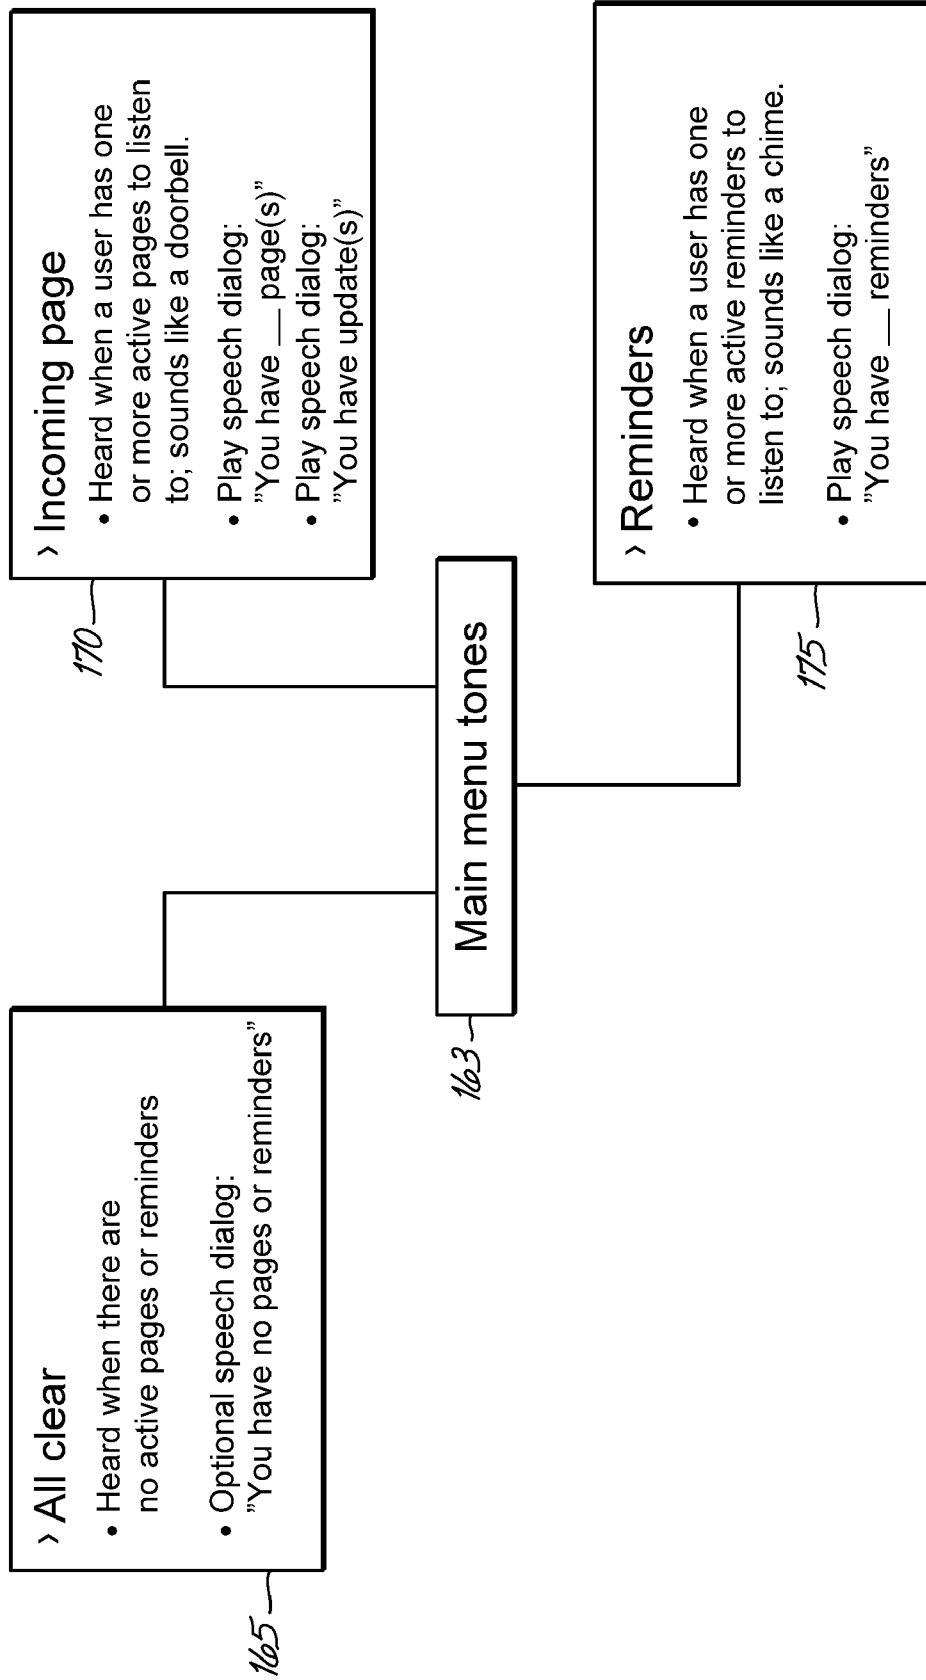 › All clear
• Heard when there are
no active pages or reminders
• Optional speech dialog:
”You have no pages or reminders”
165
› Incoming page
• Heard when a user has one
or more active pages to listen
to; sounds like a doorbell.
• Play speech dialog:
”You have __ page(s)”
• Play speech dialog:
”You have update(s)”
170
Main menu tones
163
› Reminders
• Heard when a user has one
or more active reminders to
listen to; sounds like a chime.
• Play speech dialog:
”You have __ reminders”
175